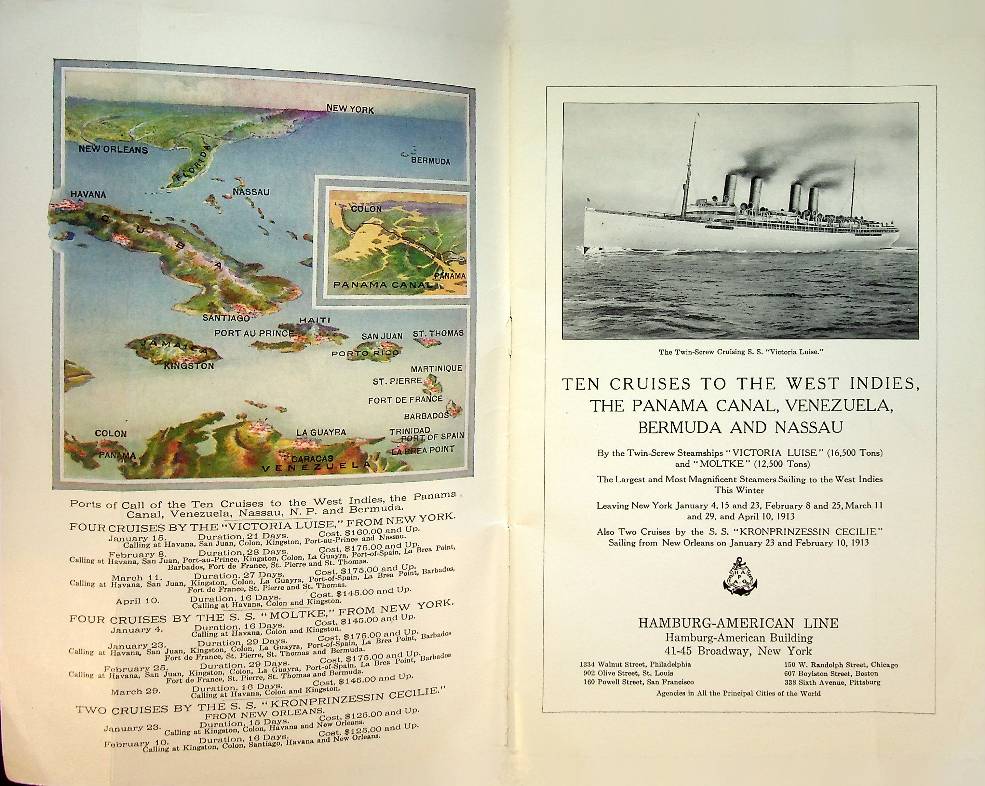 NEW YORK
NEW ORLEANS
FLORIDA
BERMUDA
HAVANA
NASSAU
CUBA
COLON
PANAMA
PANAMA CANAL
SANTIAGO
HAITI
PORT AU PRINCE
SAN JUAN
ST. THOMAS
JAMAICA
PORTO RICO
KINGSTON
MARTINIQUE
ST. PIERRE
FORT DE FRANCE
BARBADOS
COLON
LA GUAYRA
TRINIDAD
PORT OF SPAIN
PANAMA
CARACAS
LA BREA POINT
VENEZUELA
Ports of Call of the Ten Cruises to the West Indies, the Panama
Canal, Venezuela, Nassau, N. P. and Bermuda.
FOUR CRUISES BY THE "VICTORIA LUISE," FROM NEW YORK.
January 15. Duration, 21 Days. Cost, $160.00 and Up.
Calling at Havana, San Juan, Colon, Kingston, Port-au-Prince and Nassau.
February 8. Duration, 28 Days. Cost, $175.00 and Up.
Calling at Havana, San Juan, Port-au-Prince, Kingston, Colon, La Guayra, Port-of-Spain, La Brea Point,
Barbados, Fort de France, St. Pierre and St. Thomas.
March 11. Duration, 27 Days. Cost, $175.00 and Up.
Calling at Havana, San Juan, Kingston, Colon, La Guayra, Port-of-Spain, La Brea Point, Barbados,
Fort de France, St. Pierre and St. Thomas.
April 10. Duration, 16 Days. Cost, $145.00 and Up.
Calling at Havana, Colon and Kingston.
FOUR CRUISES BY THE S. S. "MOLTKE," FROM NEW YORK.
January 4. Duration, 16 Days. Cost, $145.00 and Up.
Calling at Havana, Colon and Kingston.
January 23. Duration, 29 Days. Cost, $175.00 and Up.
Calling at San Juan, Kingston, Colon, La Guayra, Port-of-Spain, La Brea Point, Barbados
Fort de France, St. Pierre, St. Thomas and Bermuda.
February 25. Duration, 29 Days. Cost, $175.00 and Up.
Calling at San Juan, Kingston, Colon, La Guayra, Port-of-Spain, La Brea Point, Barbados
Fort de France, St. Pierre, St. Thomas and Bermuda.
March 29. Duration, 16 Days. Cost, $145.00 and Up.
Calling at Havana, Colon and Kingston.
TWO CRUISES BY THE S. S. "KRONPRINZESSIN CECILIE."
FROM NEW ORLEANS.
January 23. Duration, 15 Days. Cost, $125.00 and Up.
Calling at Kingston, Colon, Havana and New Orleans.
February 10. Duration, 16 Days. Cost, $125.00 and Up.
Calling at Kingston, Colon, Santiago, Havana and New Orleans.
The Twin-Screw Cruising S. S. "Victoria Luise."
TEN CRUISES TO THE WEST INDIES,
THE PANAMA CANAL, VENEZUELA,
BERMUDA AND NASSAU
By the Twin-Screw Steamships "VICTORIA LUISE" (16,500 Tons)
and "MOLTKE" (12,500 Tons)
The Largest and Most Magnificent Steamers Sailing to the West Indies
This Winter
Leaving New York January 4, 15 and 23, February 8 and 25, March 11
and 29, and April 10, 1913
Also Two Cruises by the S. S. "KRONPRINZESSIN CECILIE"
Sailing from New Orleans on January 23 and February 10, 1913
HAPAG
HAMBURG-AMERICAN LINE
Hamburg-American Building
41-45 Broadway, New York
1334 Walnut Street, Philadelphia 150 W. Randolph Street, Chicago
902 Olive Street, St. Louis 607 Boylston Street, Boston
160 Powell Street, San Francisco 338 Sixth Avenue, Pittsburg
Agencies in All the Principal Cities of the World